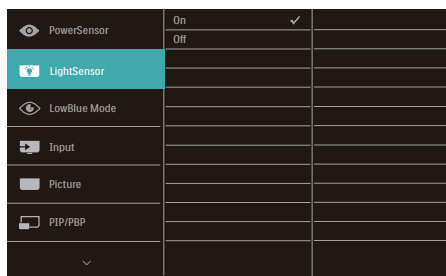 PowerSensor
LightSensor
LowBlue Mode
Input
Picture
PIP/PBP
On ✓
Off